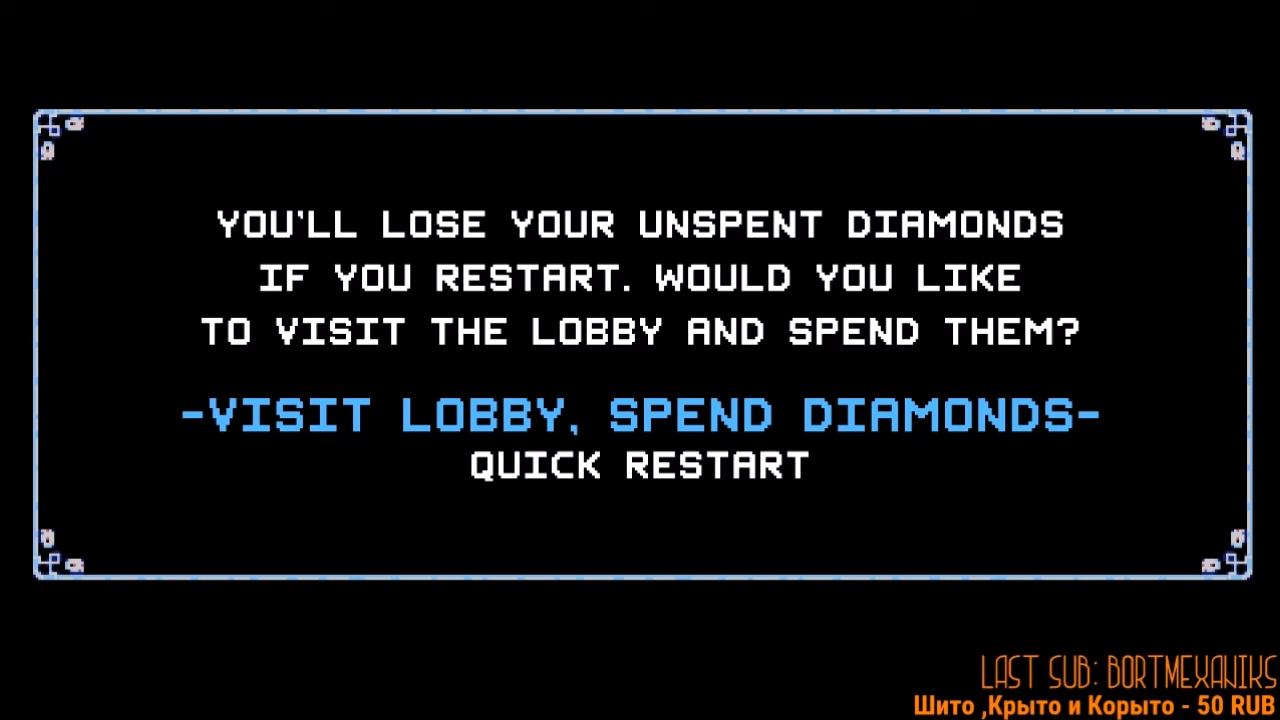 YOU'LL LOSE YOUR UNSPENT DIAMONDS
IF YOU RESTART. WOULD YOU LIKE
TO VISIT THE LOBBY AND SPEND THEM?
-VISIT LOBBY, SPEND DIAMONDS-
QUICK RESTART
LAST SUB: BORTMEXANIKS
Шито ,Крыто и Корыто - 50 RUB